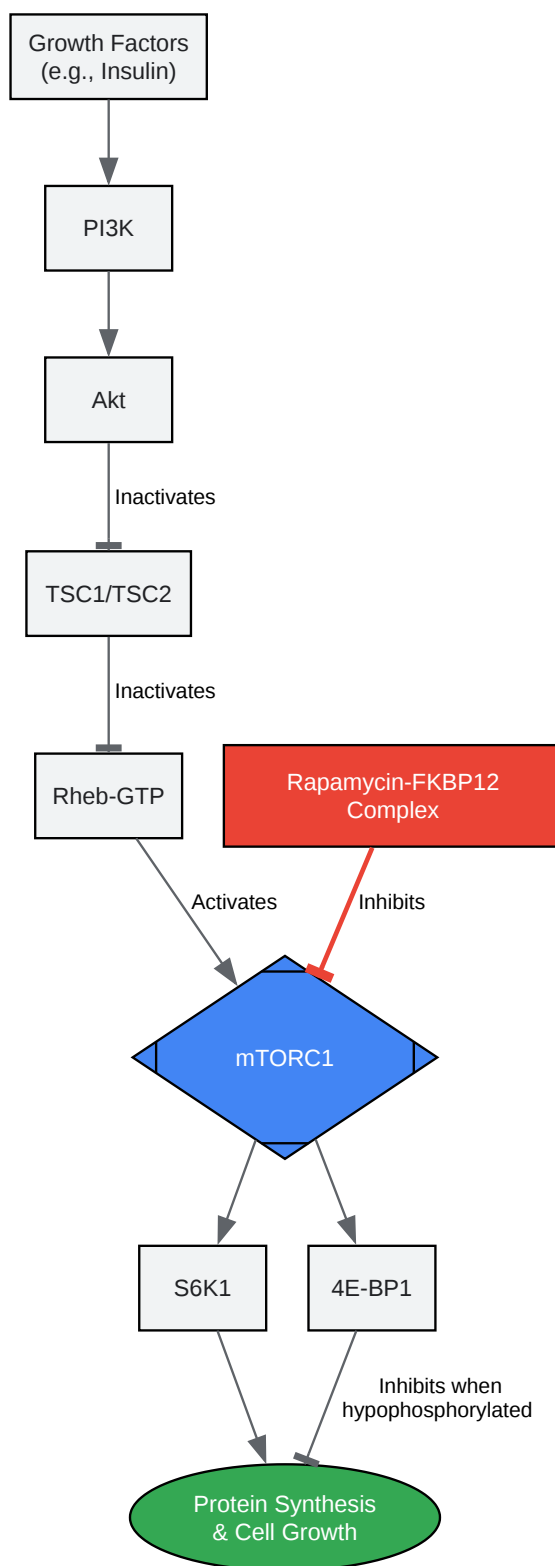 Growth Factors
(e.g., Insulin)
PI3K
Akt
Inactivates
TSC1/TSC2
Inactivates
Rheb-GTP
Rapamycin-FKBP12
Complex
Activates
Inhibits
mTORC1
S6K1
4E-BP1
Inhibits when
hypophosphorylated
Protein Synthesis
& Cell Growth